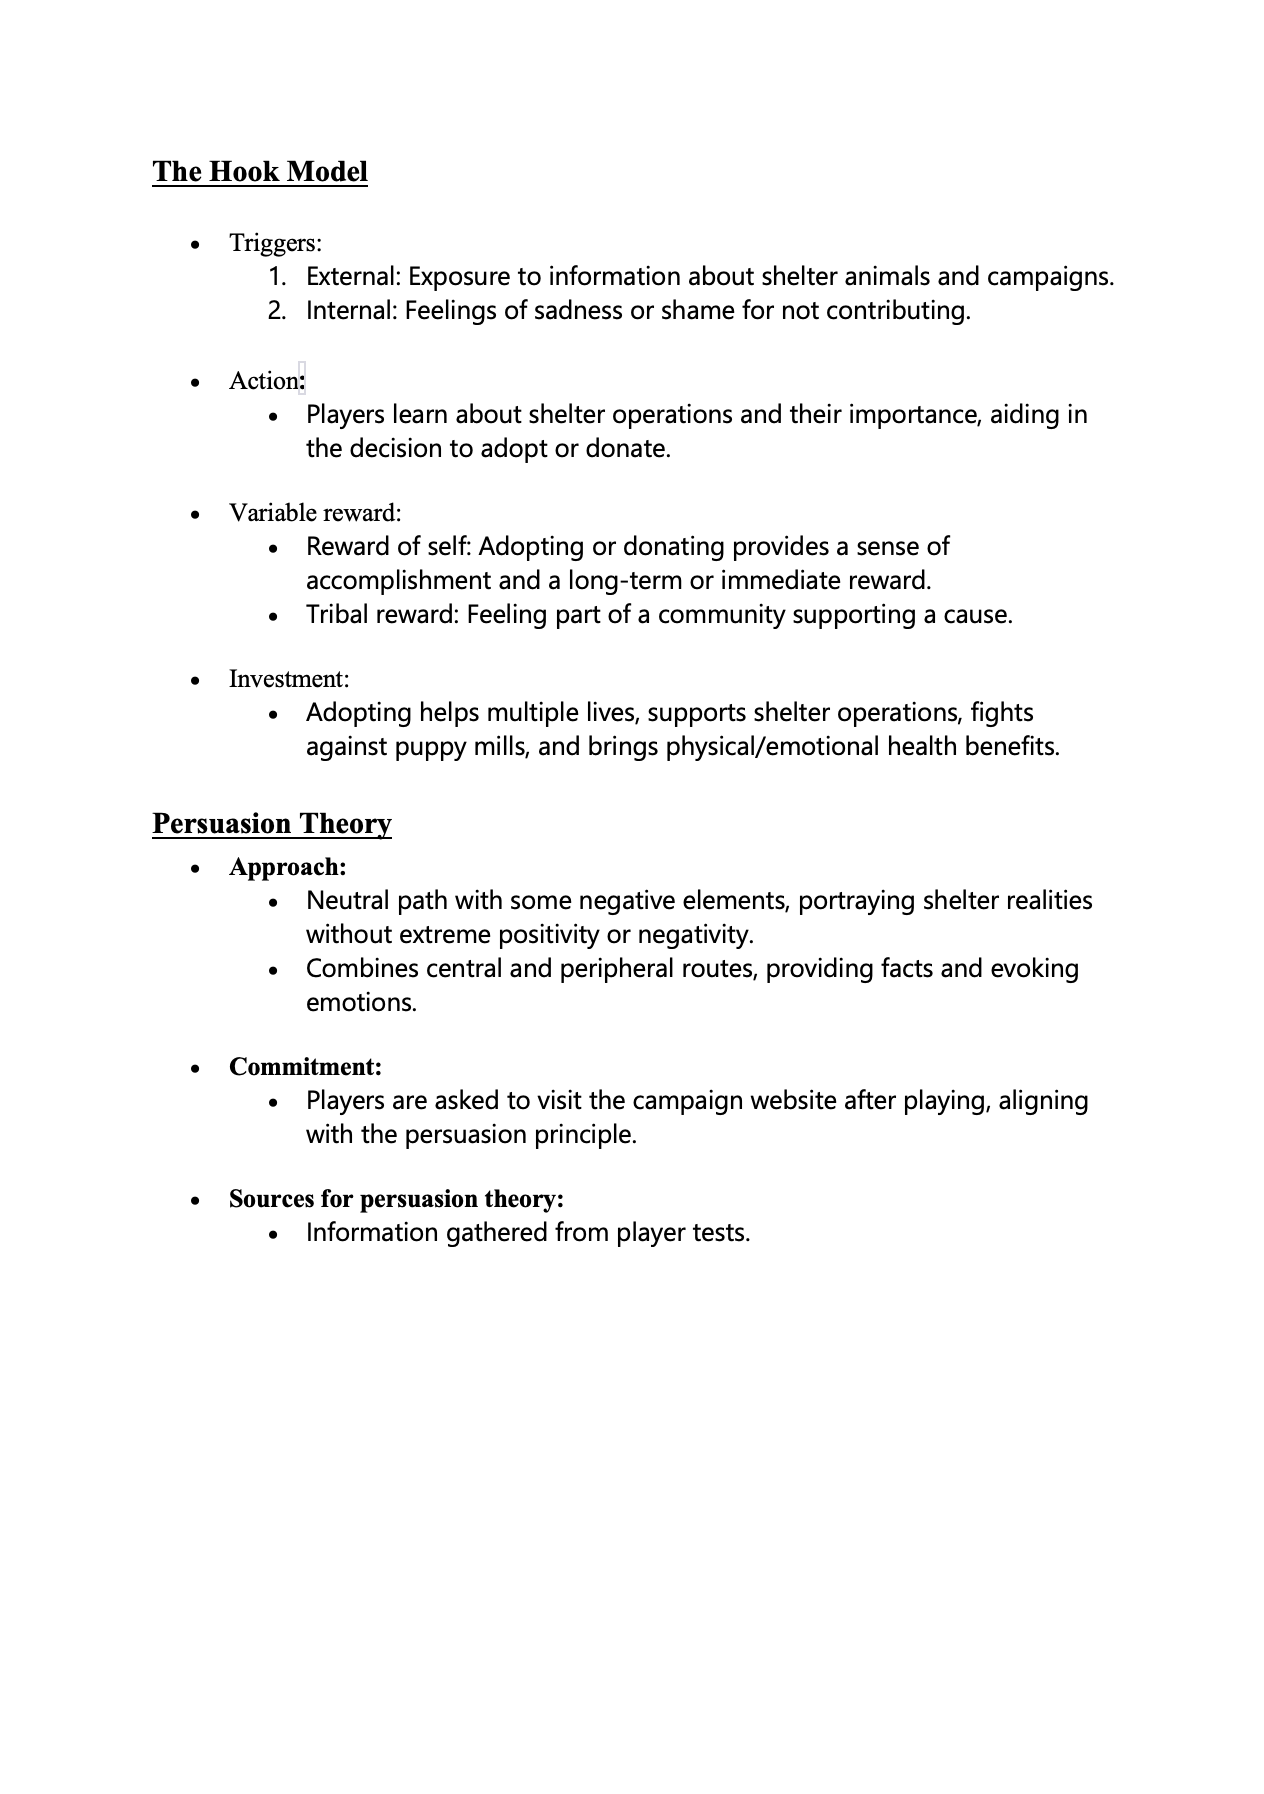 The Hook Model
• Triggers:
1. External: Exposure to information about shelter animals and campaigns.
2. Internal: Feelings of sadness or shame for not contributing.
• Action:
• Players learn about shelter operations and their importance, aiding in
the decision to adopt or donate.
• Variable reward:
• Reward of self: Adopting or donating provides a sense of
accomplishment and a long-term or immediate reward.
• Tribal reward: Feeling part of a community supporting a cause.
• Investment:
• Adopting helps multiple lives, supports shelter operations, fights
against puppy mills, and brings physical/emotional health benefits.
Persuasion Theory
• Approach:
• Neutral path with some negative elements, portraying shelter realities
without extreme positivity or negativity.
• Combines central and peripheral routes, providing facts and evoking
emotions.
• Commitment:
• Players are asked to visit the campaign website after playing, aligning
with the persuasion principle.
• Sources for persuasion theory:
• Information gathered from player tests.